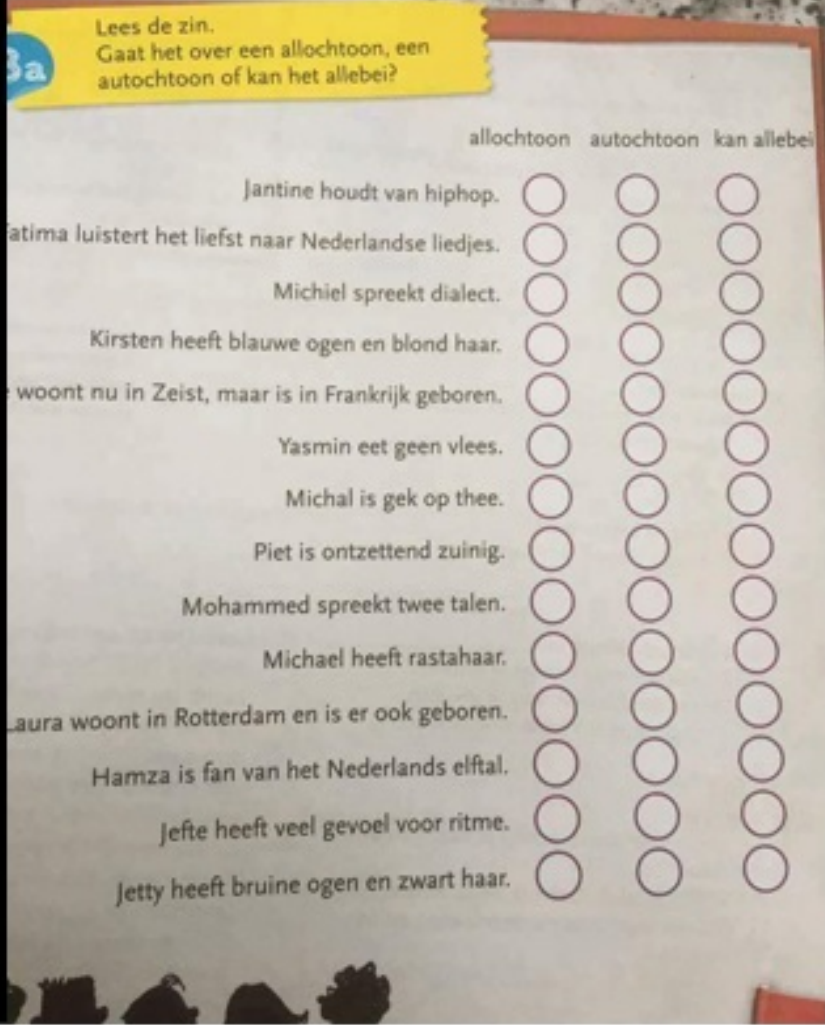 Lees de zin.
Gaat het over een allochtoon, een
autochtoon of kan het allebei?
3a
allochtoon autochtoon kan allebei
Jantine houdt van hiphop.
Fatima luistert het liefst naar Nederlandse liedjes.
Michiel spreekt dialect.
Kirsten heeft blauwe ogen en blond haar.
woont nu in Zeist, maar is in Frankrijk geboren.
Yasmin eet geen vlees.
Michal is gek op thee.
Piet is ontzettend zuinig.
Mohammed spreekt twee talen.
Michael heeft rastahaar.
Laura woont in Rotterdam en is er ook geboren.
Hamza is fan van het Nederlands elftal.
Jefte heeft veel gevoel voor ritme.
Jetty heeft bruine ogen en zwart haar.